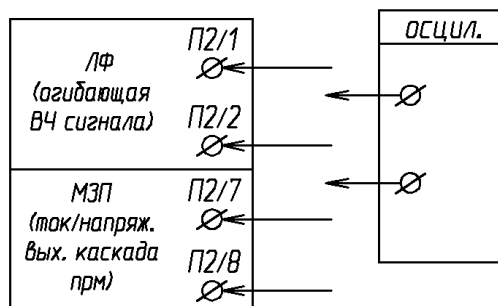 ЛФ
(огибающая
ВЧ сигнала)
П2/1
П2/2
МЗП
(ток/напряж.
вых. каскада
прм)
П2/7
П2/8
ОСЦИЛ.